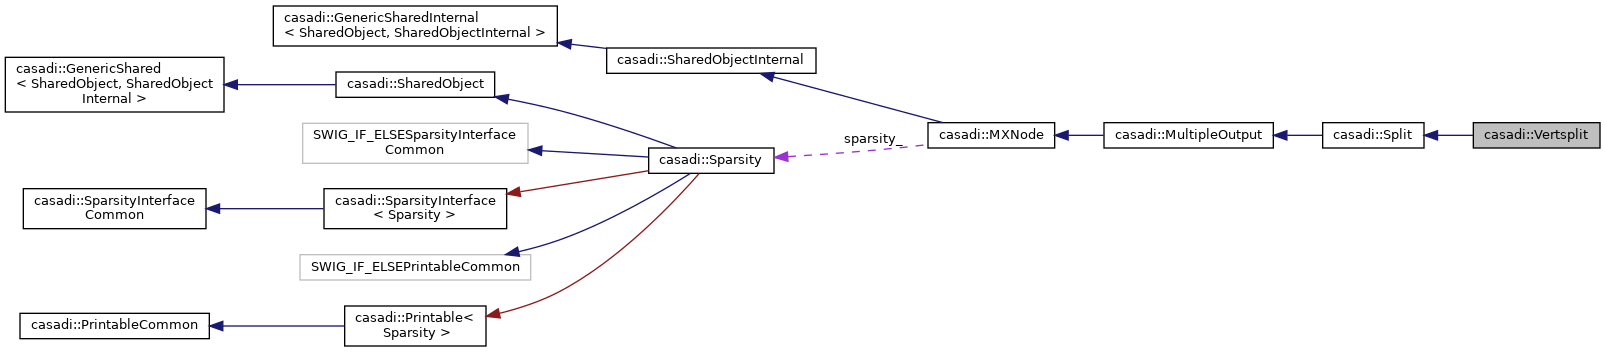 casadi::GenericSharedInternal
< SharedObject, SharedObjectInternal >
casadi::GenericShared
< SharedObject, SharedObject
Internal >
casadi::SharedObject
casadi::SharedObjectInternal
SWIG_IF_ELSESparsityInterface
Common
casadi::Sparsity
sparsity_
casadi::MXNode
casadi::MultipleOutput
casadi::Split
casadi::Vertsplit
casadi::SparsityInterface
Common
casadi::SparsityInterface
< Sparsity >
SWIG_IF_ELSEPrintableCommon
casadi::PrintableCommon
casadi::Printable<
Sparsity >